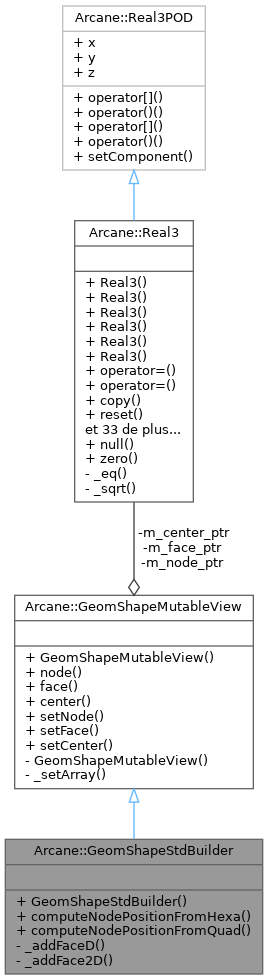 Arcane::Real3POD
+ x
+ y
+ z
+ operator[]()
+ operator()()
+ operator[]()
+ operator()()
+ setComponent()
Arcane::Real3
+ Real3()
+ Real3()
+ Real3()
+ Real3()
+ Real3()
+ Real3()
+ operator=()
+ operator=()
+ copy()
+ reset()
et 33 de plus...
+ null()
+ zero()
- _eq()
- _sqrt()
-m_center_ptr
-m_face_ptr
-m_node_ptr
Arcane::GeomShapeMutableView
+ GeomShapeMutableView()
+ node()
+ face()
+ center()
+ setNode()
+ setFace()
+ setCenter()
- GeomShapeMutableView()
- _setArray()
Arcane::GeomShapeStdBuilder
+ GeomShapeStdBuilder()
+ computeNodePositionFromHexa()
+ computeNodePositionFromQuad()
- _addFaceD()
- _addFace2D()